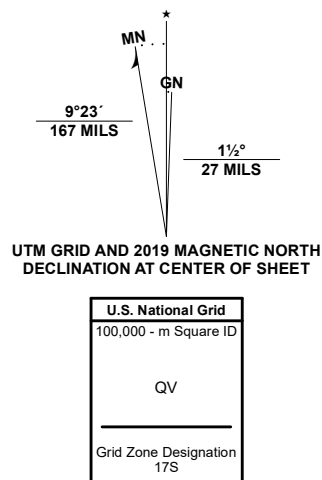 ★
MN
GN
9°23´
167 MILS
1½°
27 MILS
UTM GRID AND 2019 MAGNETIC NORTH
DECLINATION AT CENTER OF SHEET
U.S. National Grid
100,000 - m Square ID
QV
Grid Zone Designation
17S